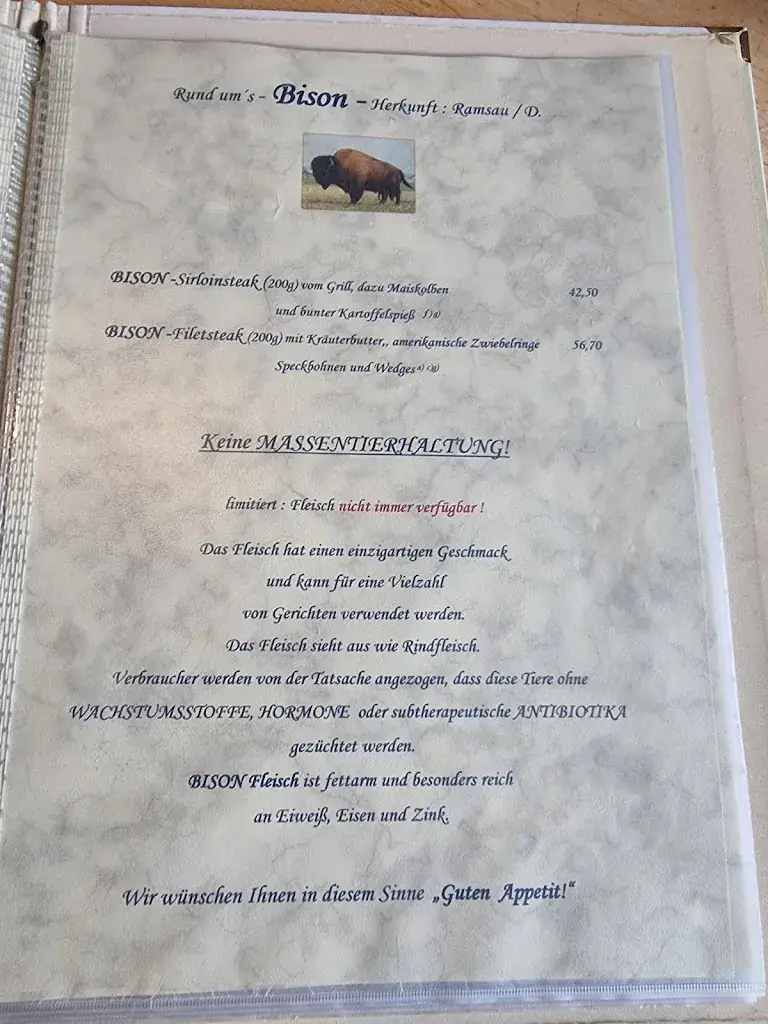 Rund um´s - Bison - Herkunft : Ramsau / D.
BISON -Sirloinsteak (200g) vom Grill, dazu Maiskolben 42,50
und bunter Kartoffelspieß
BISON -Filetsteak (200g) mit Kräuterbutter,, amerikanische Zwiebelringe 56,70
Speckbohnen und Wedges
Keine MASSENTIERHALTUNG!
limitiert : Fleisch nicht immer verfügbar !
Das Fleisch hat einen einzigartigen Geschmack
und kann für eine Vielzahl
von Gerichten verwendet werden.
Das Fleisch sieht aus wie Rindfleisch.
Verbraucher werden von der Tatsache angezogen, dass diese Tiere ohne
WACHSTUMSSTOFFE, HORMONE oder subtherapeutische ANTIBIOTIKA
gezüchtet werden.
BISON Fleisch ist fettarm und besonders reich
an Eiweiß, Eisen und Zink.
Wir wünschen Ihnen in diesem Sinne „Guten Appetit!“